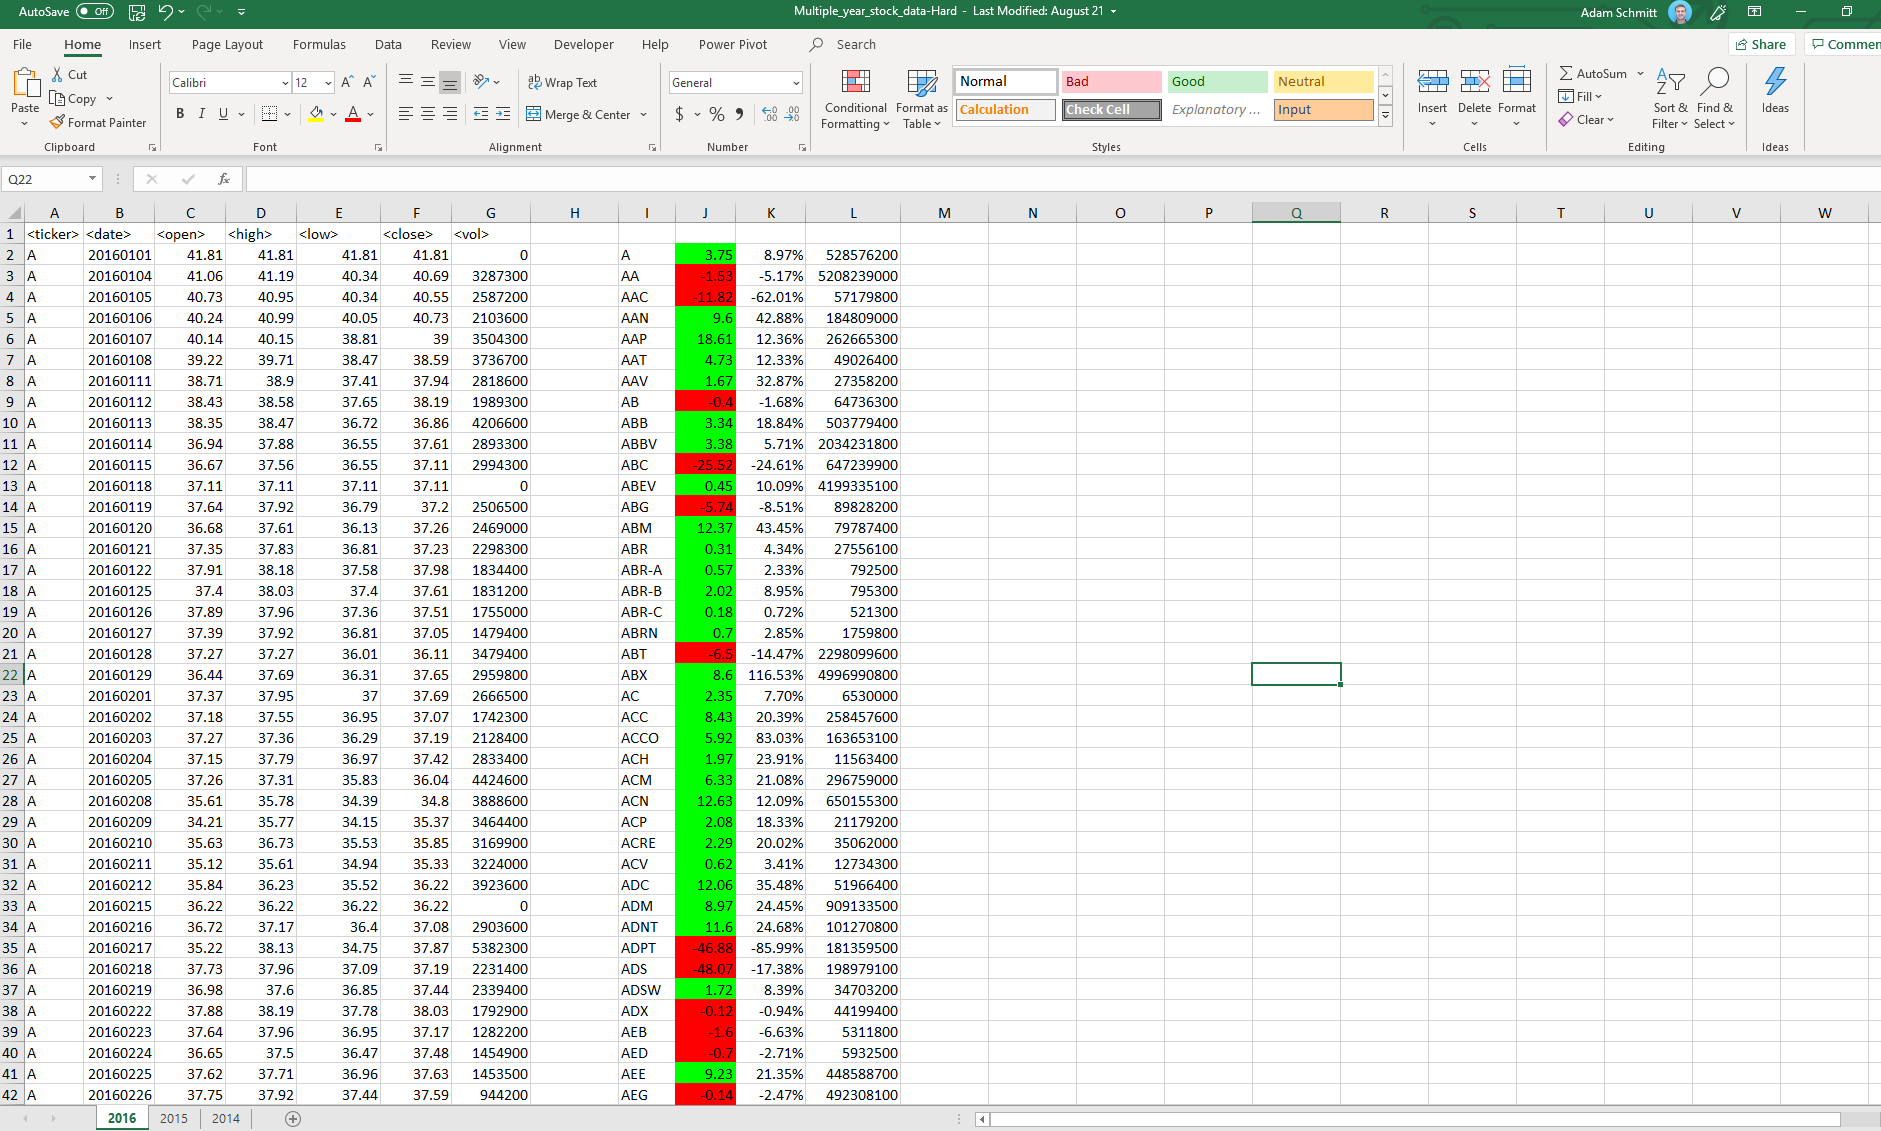 AutoSave Off Multiple_year_stock_data-Hard - Last Modified: August 21 Adam Schmitt
File Home Insert Page Layout Formulas Data Review View Developer Help Power Pivot Search Share Commen
Paste Cut Copy Format Painter Clipboard
Calibri 12 B I U A Font
ab Wrap Text Merge & Center Alignment
General $ % Number
Conditional Formatting Format as Table Normal Bad Good Neutral
Calculation Check Cell Explanatory ... Input Styles
Insert Delete Format Cells
AutoSum Fill Clear Sort & Filter Find & Select Editing
Ideas Ideas
Q22 fx
A B C D E F G H I J K L M N O P Q R S T U V W
1 <ticker> <date> <open> <high> <low> <close> <vol>
2 A 20160101 41.81 41.81 41.81 41.81 0 A 3.75 8.97% 528576200
3 A 20160104 41.06 41.19 40.34 40.69 3287300 AA -1.53 -5.17% 5208239000
4 A 20160105 40.73 40.95 40.34 40.55 2587200 AAC -11.82 -62.01% 57179800
5 A 20160106 40.24 40.99 40.05 40.73 2103600 AAN 9.6 42.88% 184809000
6 A 20160107 40.14 40.15 38.81 39 3504300 AAP 18.61 12.36% 262665300
7 A 20160108 39.22 39.71 38.47 38.59 3736700 AAT 4.73 12.33% 49026400
8 A 20160111 38.71 38.9 37.41 37.94 2818600 AAV 1.67 32.87% 27358200
9 A 20160112 38.43 38.58 37.65 38.19 1989300 AB -0.4 -1.68% 64736300
10 A 20160113 38.35 38.47 36.72 36.86 4206600 ABB 3.34 18.84% 503779400
11 A 20160114 36.94 37.88 36.55 37.61 2893300 ABBV 3.38 5.71% 2034231800
12 A 20160115 36.67 37.56 36.55 37.11 2994300 ABC -25.52 -24.61% 647239900
13 A 20160118 37.11 37.11 37.11 37.11 0 ABEV 0.45 10.09% 4199335100
14 A 20160119 37.64 37.92 36.79 37.2 2506500 ABG -5.74 -8.51% 89828200
15 A 20160120 36.68 37.61 36.13 37.26 2469000 ABM 12.37 43.45% 79787400
16 A 20160121 37.35 37.83 36.81 37.23 2298300 ABR 0.31 4.34% 27556100
17 A 20160122 37.91 38.18 37.58 37.98 1834400 ABR-A 0.57 2.33% 792500
18 A 20160125 37.4 38.03 37.4 37.61 1831200 ABR-B 2.02 8.95% 795300
19 A 20160126 37.89 37.96 37.36 37.51 1755000 ABR-C 0.18 0.72% 521300
20 A 20160127 37.39 37.92 36.81 37.05 1479400 ABRN 0.7 2.85% 1759800
21 A 20160128 37.27 37.27 36.01 36.11 3479400 ABT -6.5 -14.47% 2298099600
22 A 20160129 36.44 37.69 36.31 37.65 2959800 ABX 8.6 116.53% 4996990800
23 A 20160201 37.37 37.95 37 37.69 2666500 AC 2.35 7.70% 6530000
24 A 20160202 37.18 37.55 36.95 37.07 1742300 ACC 8.43 20.39% 258457600
25 A 20160203 37.27 37.36 36.29 37.19 2128400 ACCO 5.92 83.03% 163653100
26 A 20160204 37.15 37.79 36.97 37.42 2833400 ACH 1.97 23.91% 11563400
27 A 20160205 37.26 37.31 35.83 36.04 4424600 ACM 6.33 21.08% 296759000
28 A 20160208 35.61 35.78 34.39 34.8 3888600 ACN 12.63 12.09% 650155300
29 A 20160209 34.21 35.77 34.15 35.37 3464400 ACP 2.08 18.33% 21179200
30 A 20160210 35.63 36.73 35.53 35.85 3169900 ACRE 2.29 20.02% 35062000
31 A 20160211 35.12 35.61 34.94 35.33 3224000 ACV 0.62 3.41% 12734300
32 A 20160212 35.84 36.23 35.52 36.22 3923600 ADC 12.06 35.48% 51966400
33 A 20160215 36.22 36.22 36.22 36.22 0 ADM 8.97 24.45% 909133500
34 A 20160216 36.72 37.17 36.4 37.08 2903600 ADNT 11.6 24.68% 101270800
35 A 20160217 35.22 38.13 34.75 37.87 5382300 ADPT -46.88 -85.99% 181359500
36 A 20160218 37.73 37.96 37.09 37.19 2231400 ADS -48.07 -17.38% 198979100
37 A 20160219 36.98 37.6 36.85 37.44 2339400 ADSW 1.72 8.39% 34703200
38 A 20160222 37.88 38.19 37.78 38.03 1792900 ADX -0.12 -0.94% 44199400
39 A 20160223 37.64 37.96 36.95 37.17 1282200 AEB -1.6 -6.63% 5311800
40 A 20160224 36.65 37.5 36.47 37.48 1454900 AED -0.7 -2.71% 5932500
41 A 20160225 37.62 37.71 36.96 37.63 1453500 AEE 9.23 21.35% 448588700
42 A 20160226 37.75 37.92 37.44 37.59 944200 AEG -0.14 -2.47% 492308100
2016 2015 2014